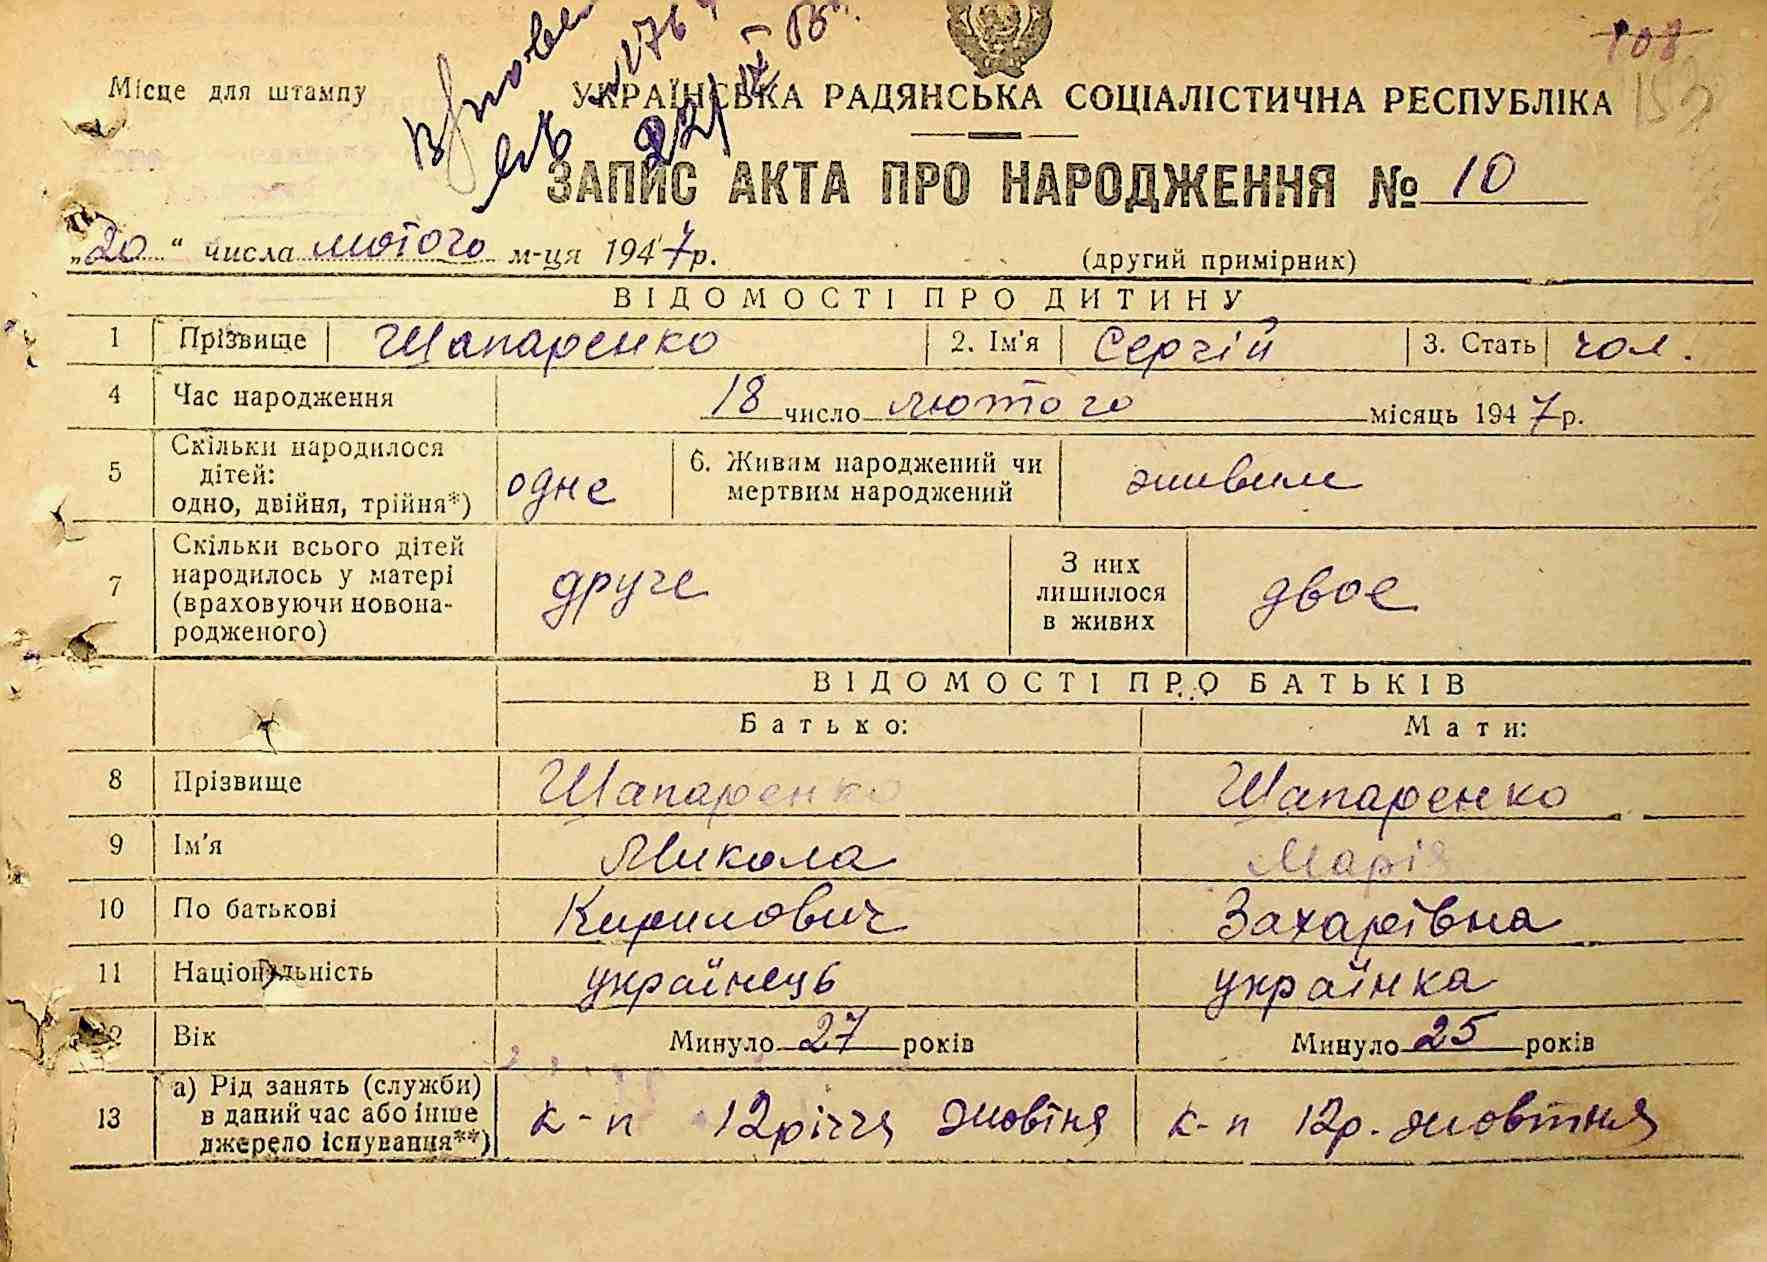 108
152
Місце для штампу
УКРАЇНСЬКА РАДЯНСЬКА СОЦІАЛІСТИЧНА РЕСПУБЛІКА
ЗАПИС АКТА ПРО НАРОДЖЕННЯ № 10
„20“ числа лютого м-ця 1947р.
(другий примірник)
ВІДОМОСТІ ПРО ДИТИНУ
1 Прізвище Шапаренко 2. Ім'я Сергій 3. Стать чол.
4 Час народження 18 число лютого місяць 1947р.
5 Скільки народилося дітей: одно, двійня, трійня*) одне 6. Живим народжений чи мертвим народжений живим
7 Скільки всього дітей народилось у матері (враховуючи новонародженого) друге З них лишилося в живих двое
ВІДОМОСТІ ПРО БАТЬКІВ
Батько: Мати:
8 Прізвище Шапаренко Шапаренко
9 Ім'я Микола Марія
10 По батькові Кирилович Захарівна
11 Національність українець українка
12 Вік Минуло 27 років Минуло 25 років
13 а) Рід занять (служби) в даний час або інше джерело існування**) к-п 12річчя Жовтня к-п 12р. Жовтня